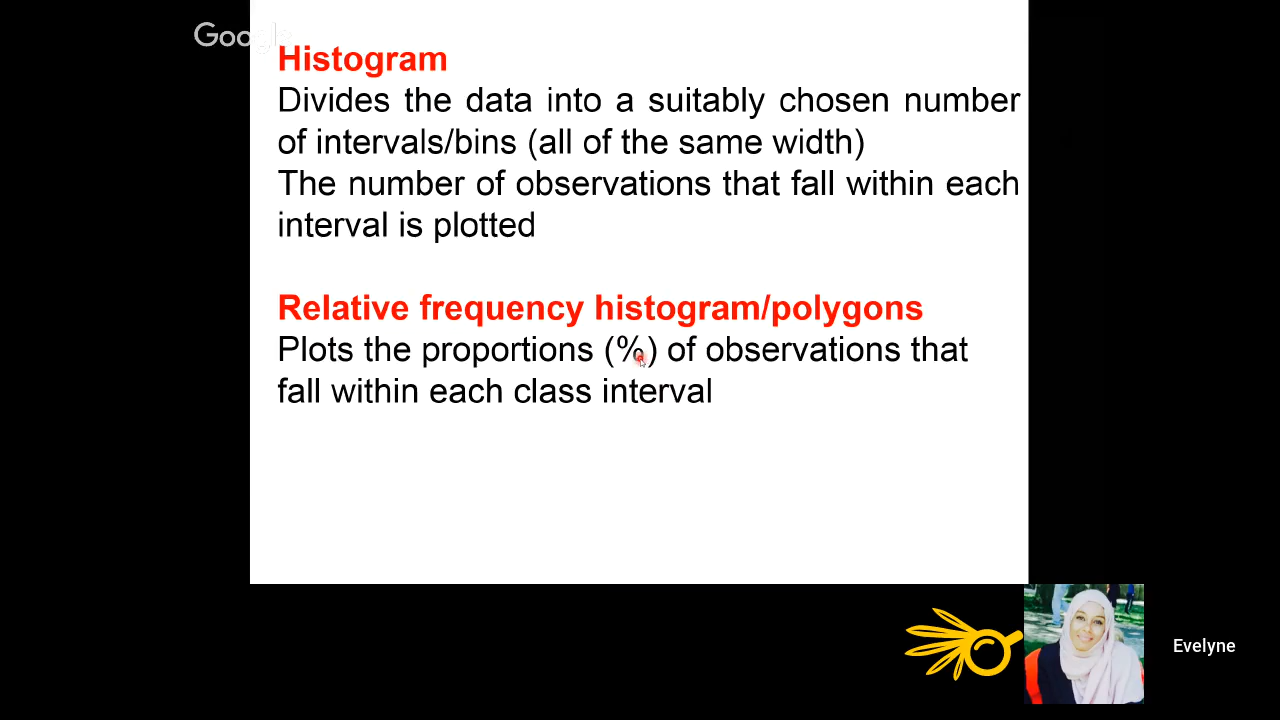 Google
Histogram
Divides the data into a suitably chosen number
of intervals/bins (all of the same width)
The number of observations that fall within each
interval is plotted
Relative frequency histogram/polygons
Plots the proportions (%) of observations that
fall within each class interval
Evelyne